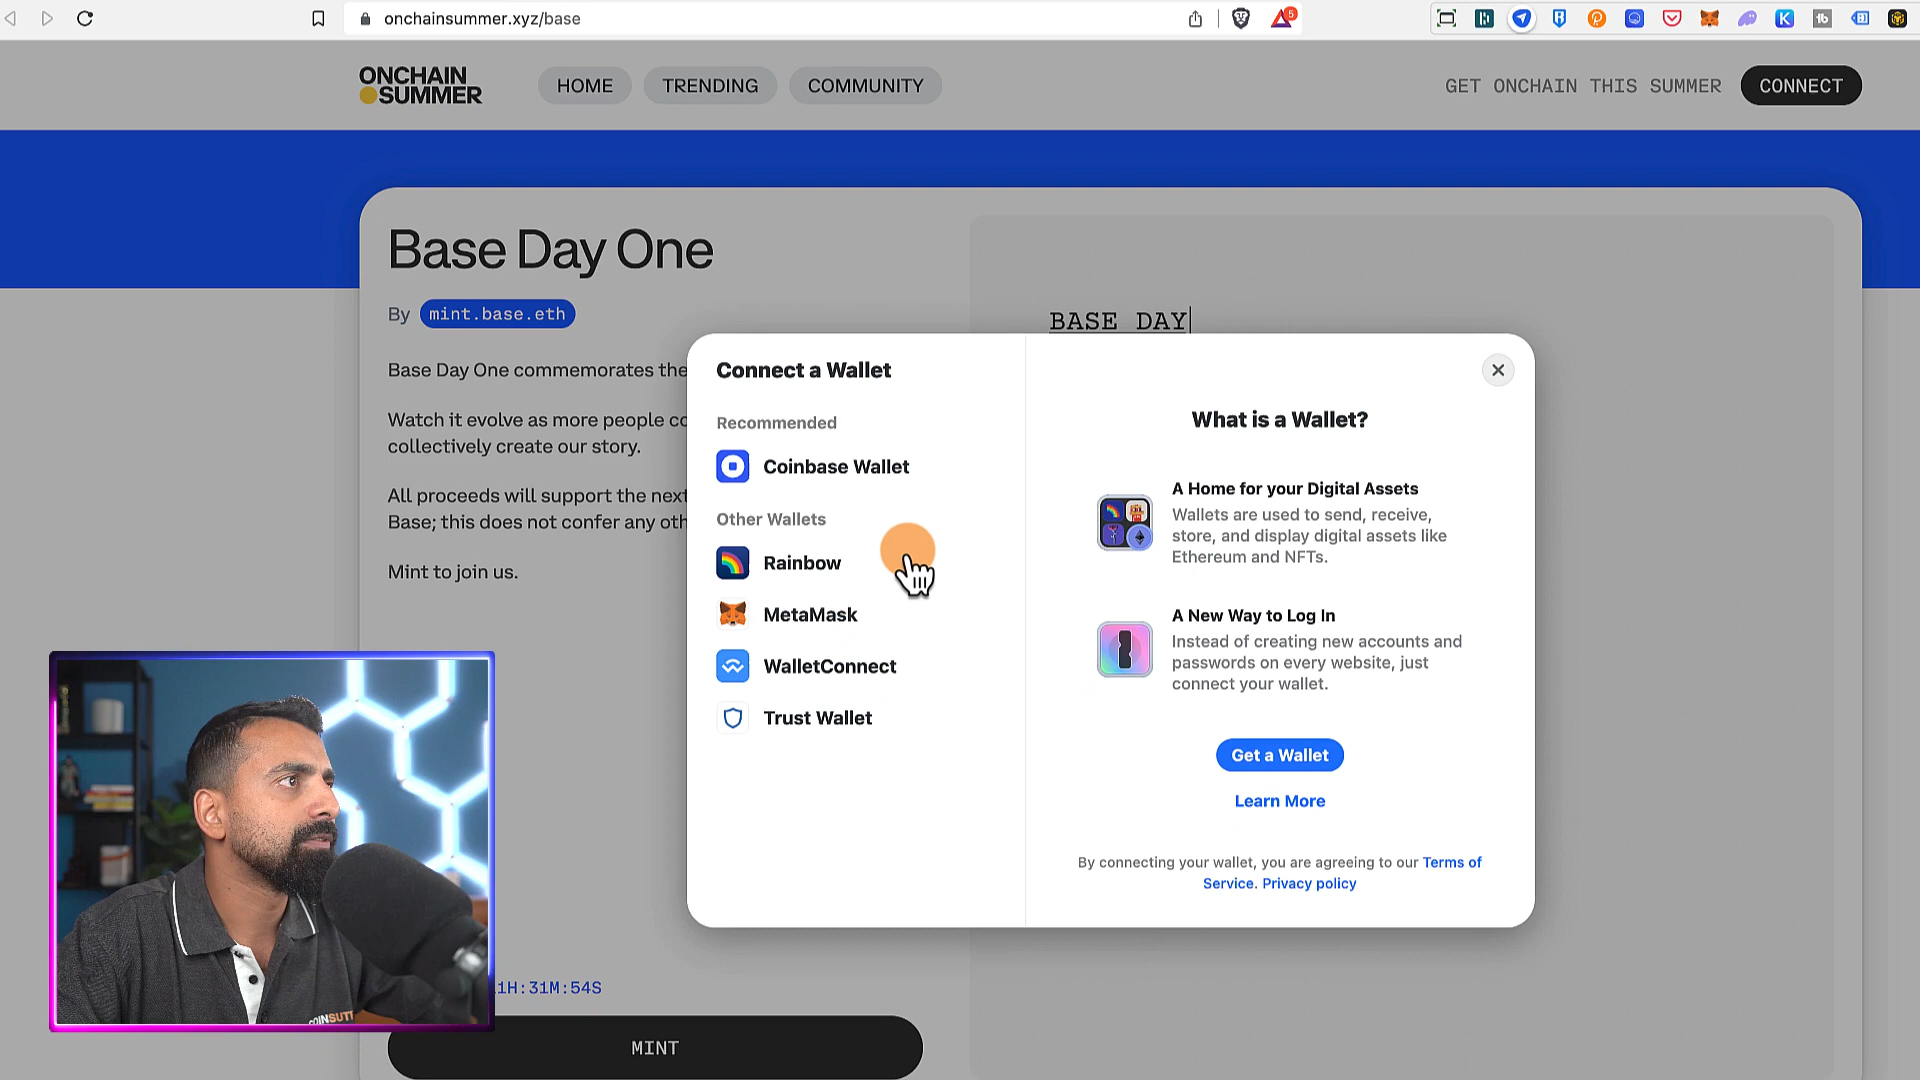 onchainsummer.xyz/base
5
ONCHAIN
SUMMER
HOME
TRENDING
COMMUNITY
GET ONCHAIN THIS SUMMER
CONNECT
Base Day One
By mint.base.eth
Base Day One commemorates the
Watch it evolve as more people co
collectively create our story.
All proceeds will support the next
Base; this does not confer any oth
Mint to join us.
BASE DAY
Connect a Wallet
Recommended
Coinbase Wallet
Other Wallets
Rainbow
MetaMask
WalletConnect
Trust Wallet
What is a Wallet?
A Home for your Digital Assets
Wallets are used to send, receive,
store, and display digital assets like
Ethereum and NFTs.
A New Way to Log In
Instead of creating new accounts and
passwords on every website, just
connect your wallet.
Get a Wallet
Learn More
By connecting your wallet, you are agreeing to our Terms of
Service. Privacy policy
1H:31M:54S
MINT